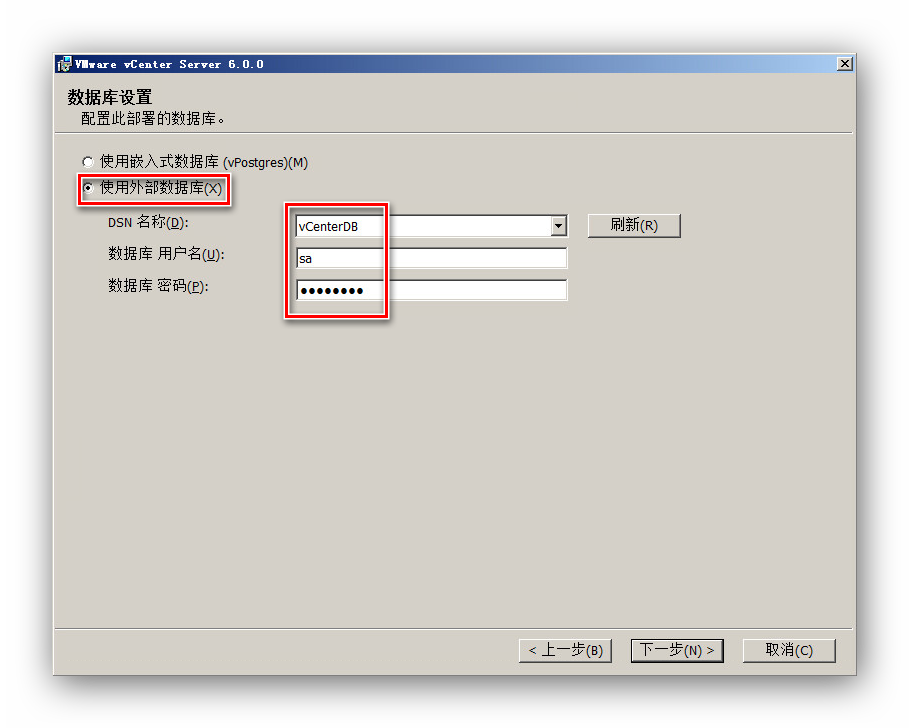 VMware vCenter Server 6.0.0
数据库设置
配置此部署的数据库。
使用嵌入式数据库 (vPostgres)(M)
使用外部数据库(X)
DSN 名称(D): vCenterDB 刷新(R)
数据库 用户名(U): sa
数据库 密码(P): ●●●●●●●●
< 上一步(B) 下一步(N) > 取消(C)